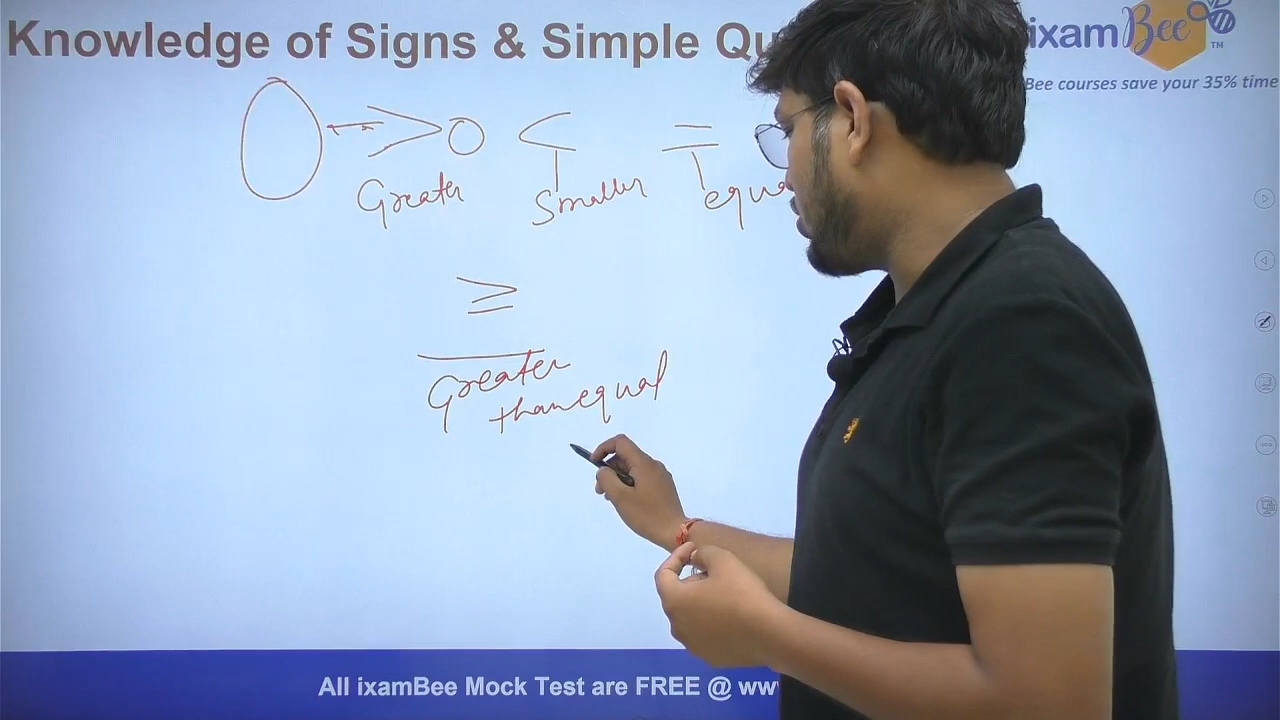 Knowledge of Signs & Simple Qu
ixamBee TM
Bee courses save your 35% time
> < =
Greater Smaller equa
≥
Greater
than equal
All ixamBee Mock Test are FREE @ ww